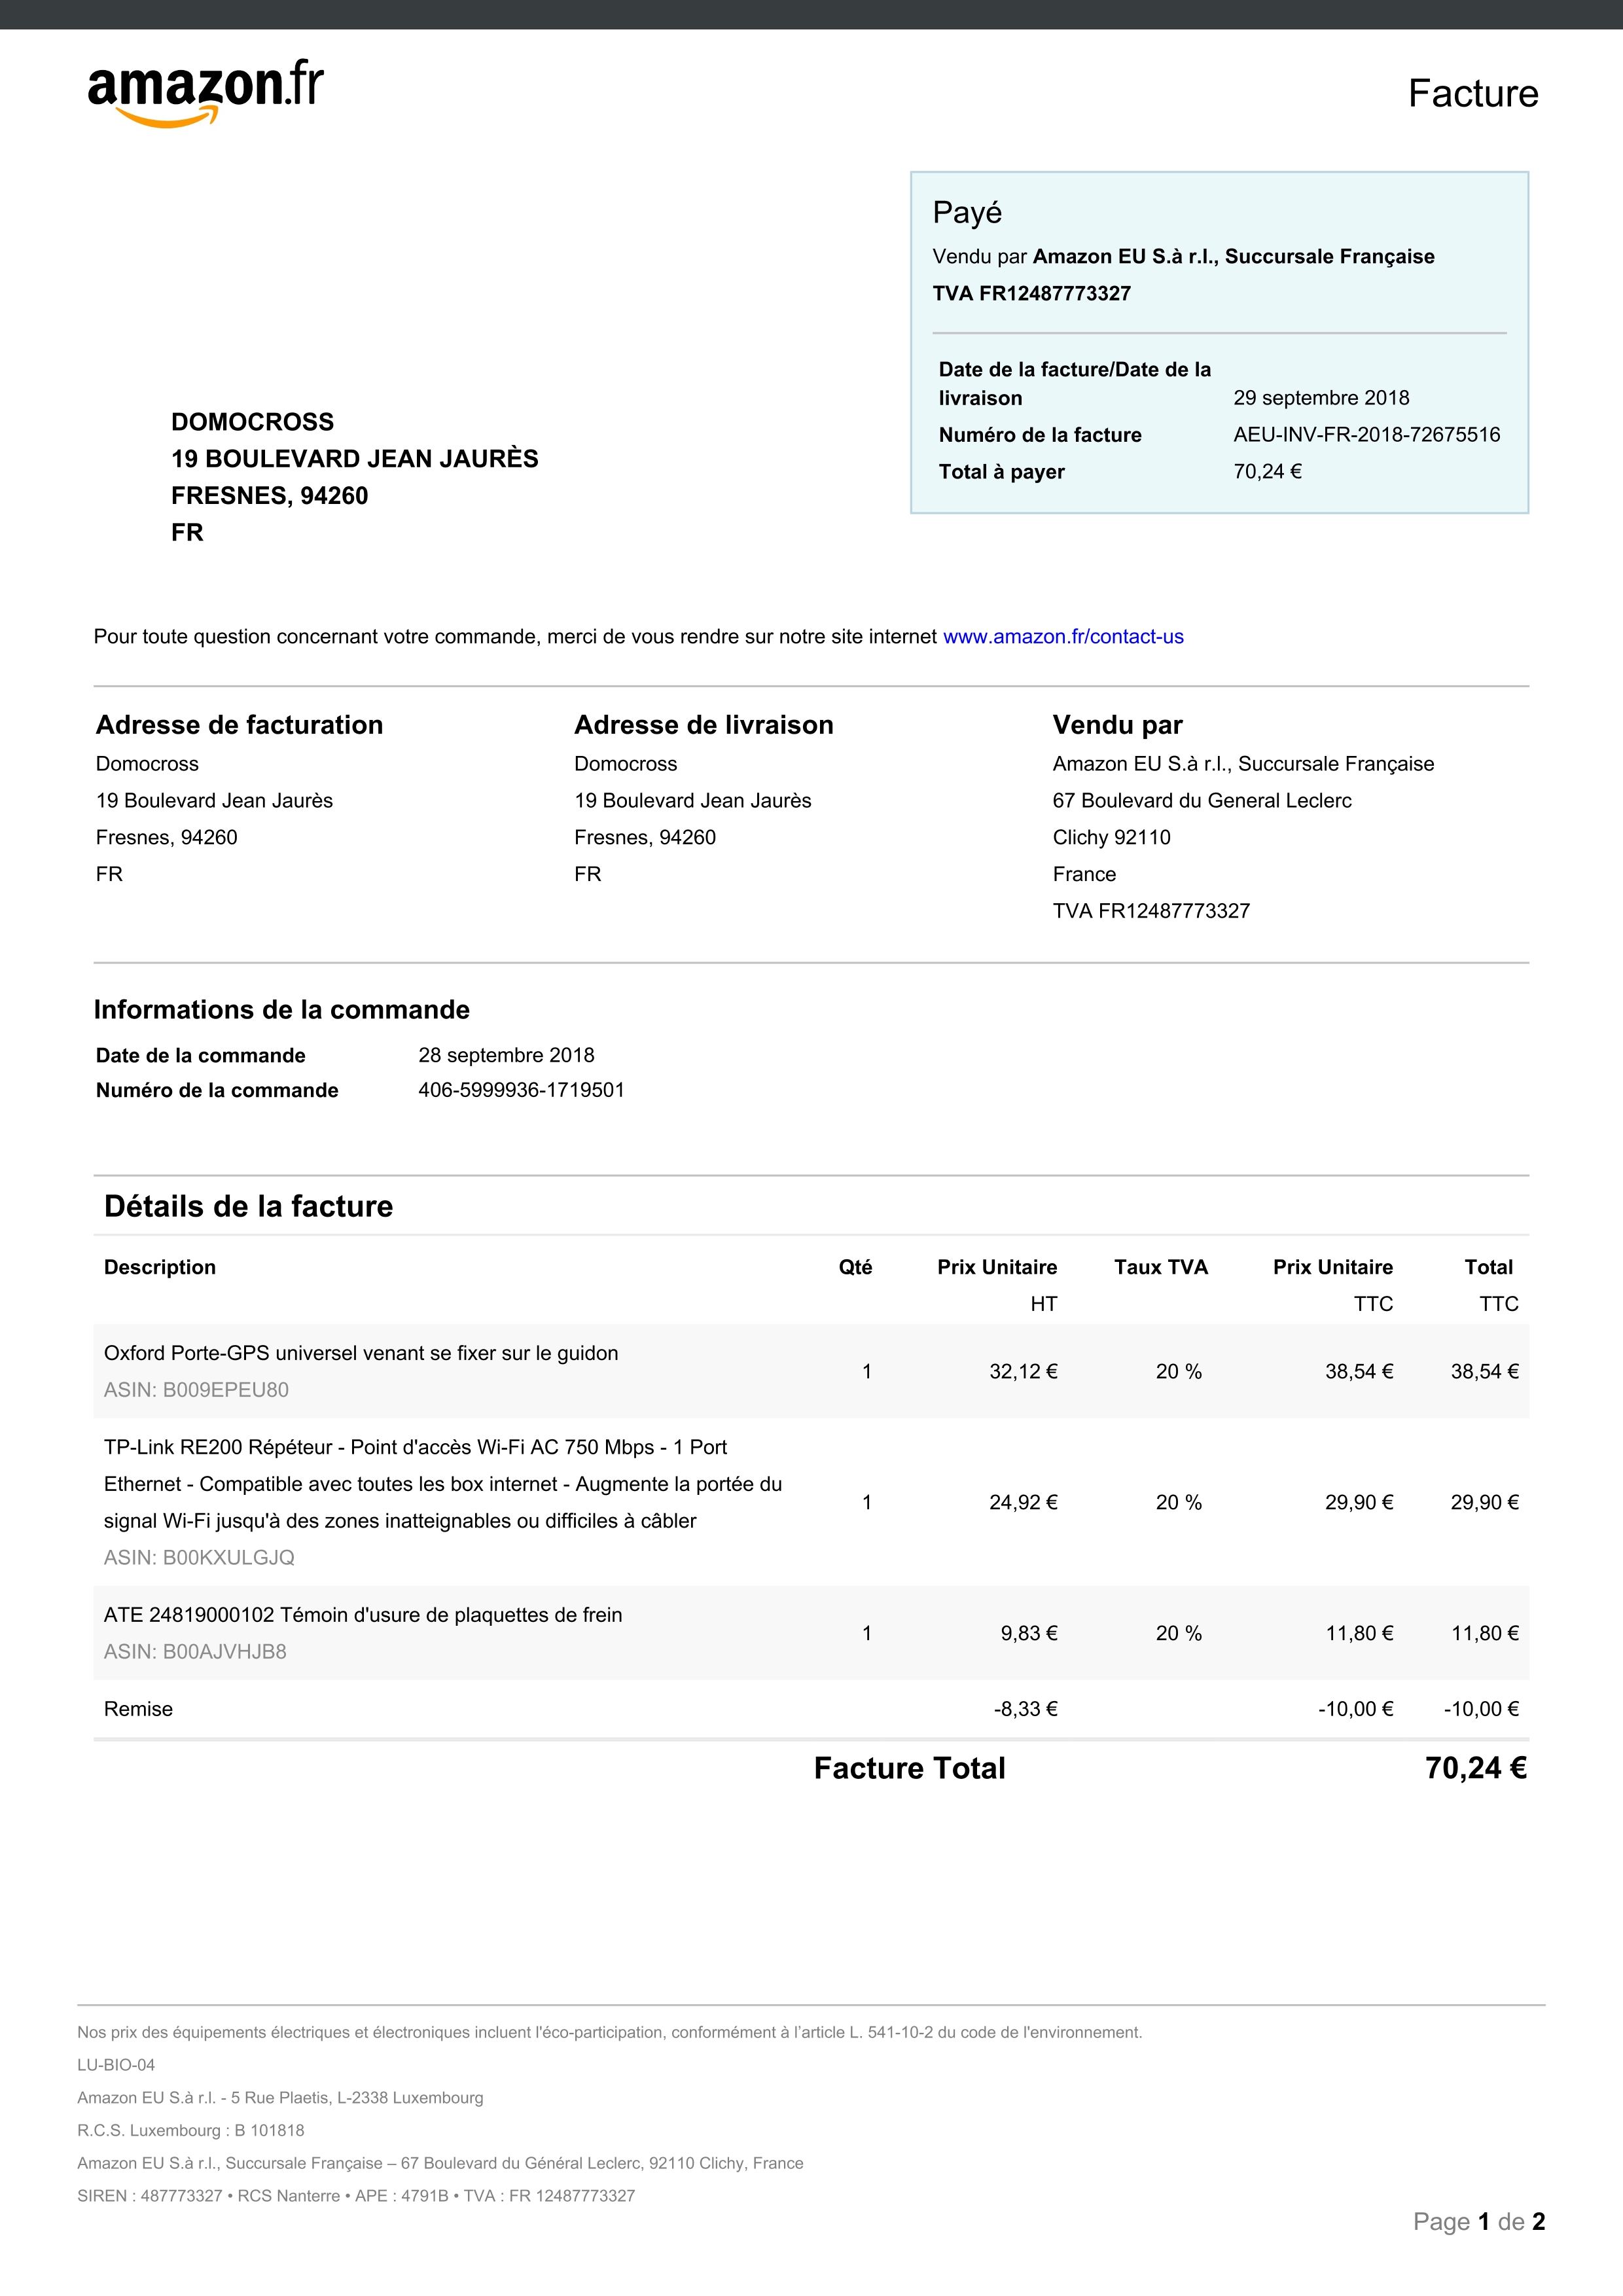 amazon.fr
Facture
Payé
Vendu par Amazon EU S.à r.l., Succursale Française
TVA FR12487773327
Date de la facture/Date de la
livraison 29 septembre 2018
Numéro de la facture AEU-INV-FR-2018-72675516
Total à payer 70,24 €
DOMOCROSS
19 BOULEVARD JEAN JAURÈS
FRESNES, 94260
FR
Pour toute question concernant votre commande, merci de vous rendre sur notre site internet www.amazon.fr/contact-us
Adresse de facturation
Domocross
19 Boulevard Jean Jaurès
Fresnes, 94260
FR
Adresse de livraison
Domocross
19 Boulevard Jean Jaurès
Fresnes, 94260
FR
Vendu par
Amazon EU S.à r.l., Succursale Française
67 Boulevard du General Leclerc
Clichy 92110
France
TVA FR12487773327
Informations de la commande
Date de la commande 28 septembre 2018
Numéro de la commande 406-5999936-1719501
Détails de la facture
Description Qté Prix Unitaire Taux TVA Prix Unitaire Total
HT TTC TTC
Oxford Porte-GPS universel venant se fixer sur le guidon
ASIN: B009EPEU80
1 32,12 € 20 % 38,54 € 38,54 €
TP-Link RE200 Répéteur - Point d'accès Wi-Fi AC 750 Mbps - 1 Port
Ethernet - Compatible avec toutes les box internet - Augmente la portée du
signal Wi-Fi jusqu'à des zones inatteignables ou difficiles à câbler
ASIN: B00KXULGJQ
1 24,92 € 20 % 29,90 € 29,90 €
ATE 24819000102 Témoin d'usure de plaquettes de frein
ASIN: B00AJVHJB8
1 9,83 € 20 % 11,80 € 11,80 €
Remise -8,33 € -10,00 € -10,00 €
Facture Total 70,24 €
Nos prix des équipements électriques et électroniques incluent l'éco-participation, conformément à l'article L. 541-10-2 du code de l'environnement.
LU-BIO-04
Amazon EU S.à r.l. - 5 Rue Plaetis, L-2338 Luxembourg
R.C.S. Luxembourg : B 101818
Amazon EU S.à r.l., Succursale Française – 67 Boulevard du Général Leclerc, 92110 Clichy, France
SIREN : 487773327 • RCS Nanterre • APE : 4791B • TVA : FR 12487773327
Page 1 de 2